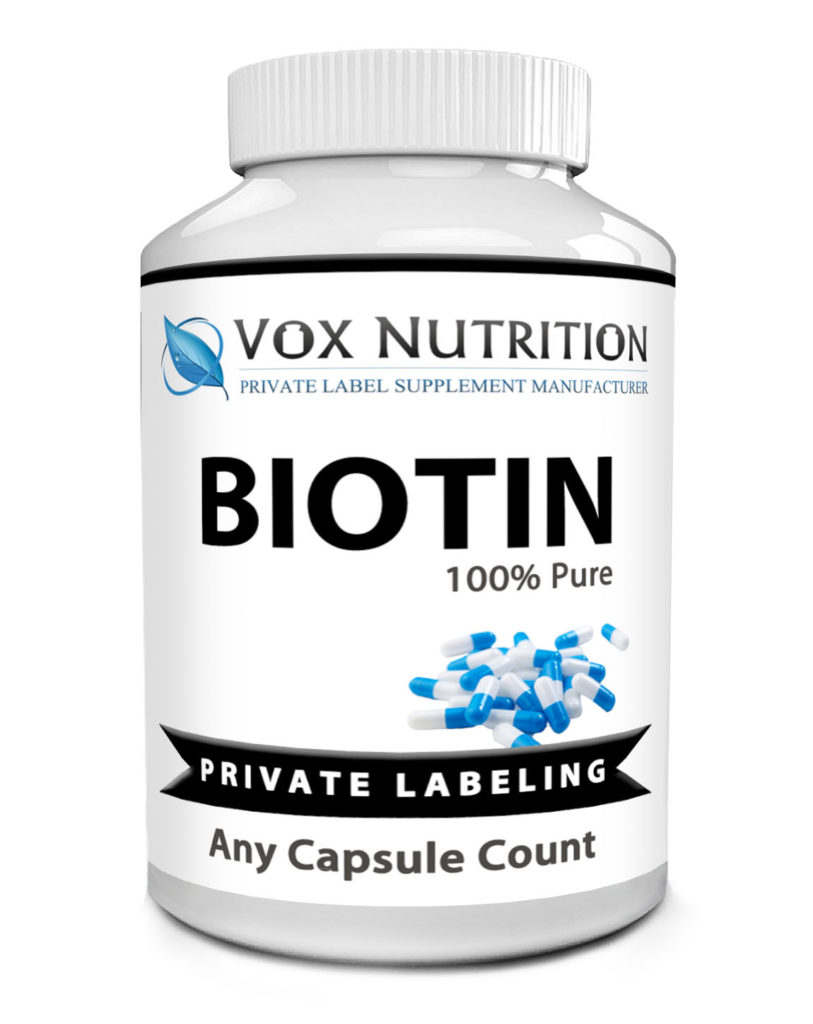 VOX NUTRITION
PRIVATE LABEL SUPPLEMENT MANUFACTURER
BIOTIN
100% Pure
PRIVATE LABELING
Any Capsule Count